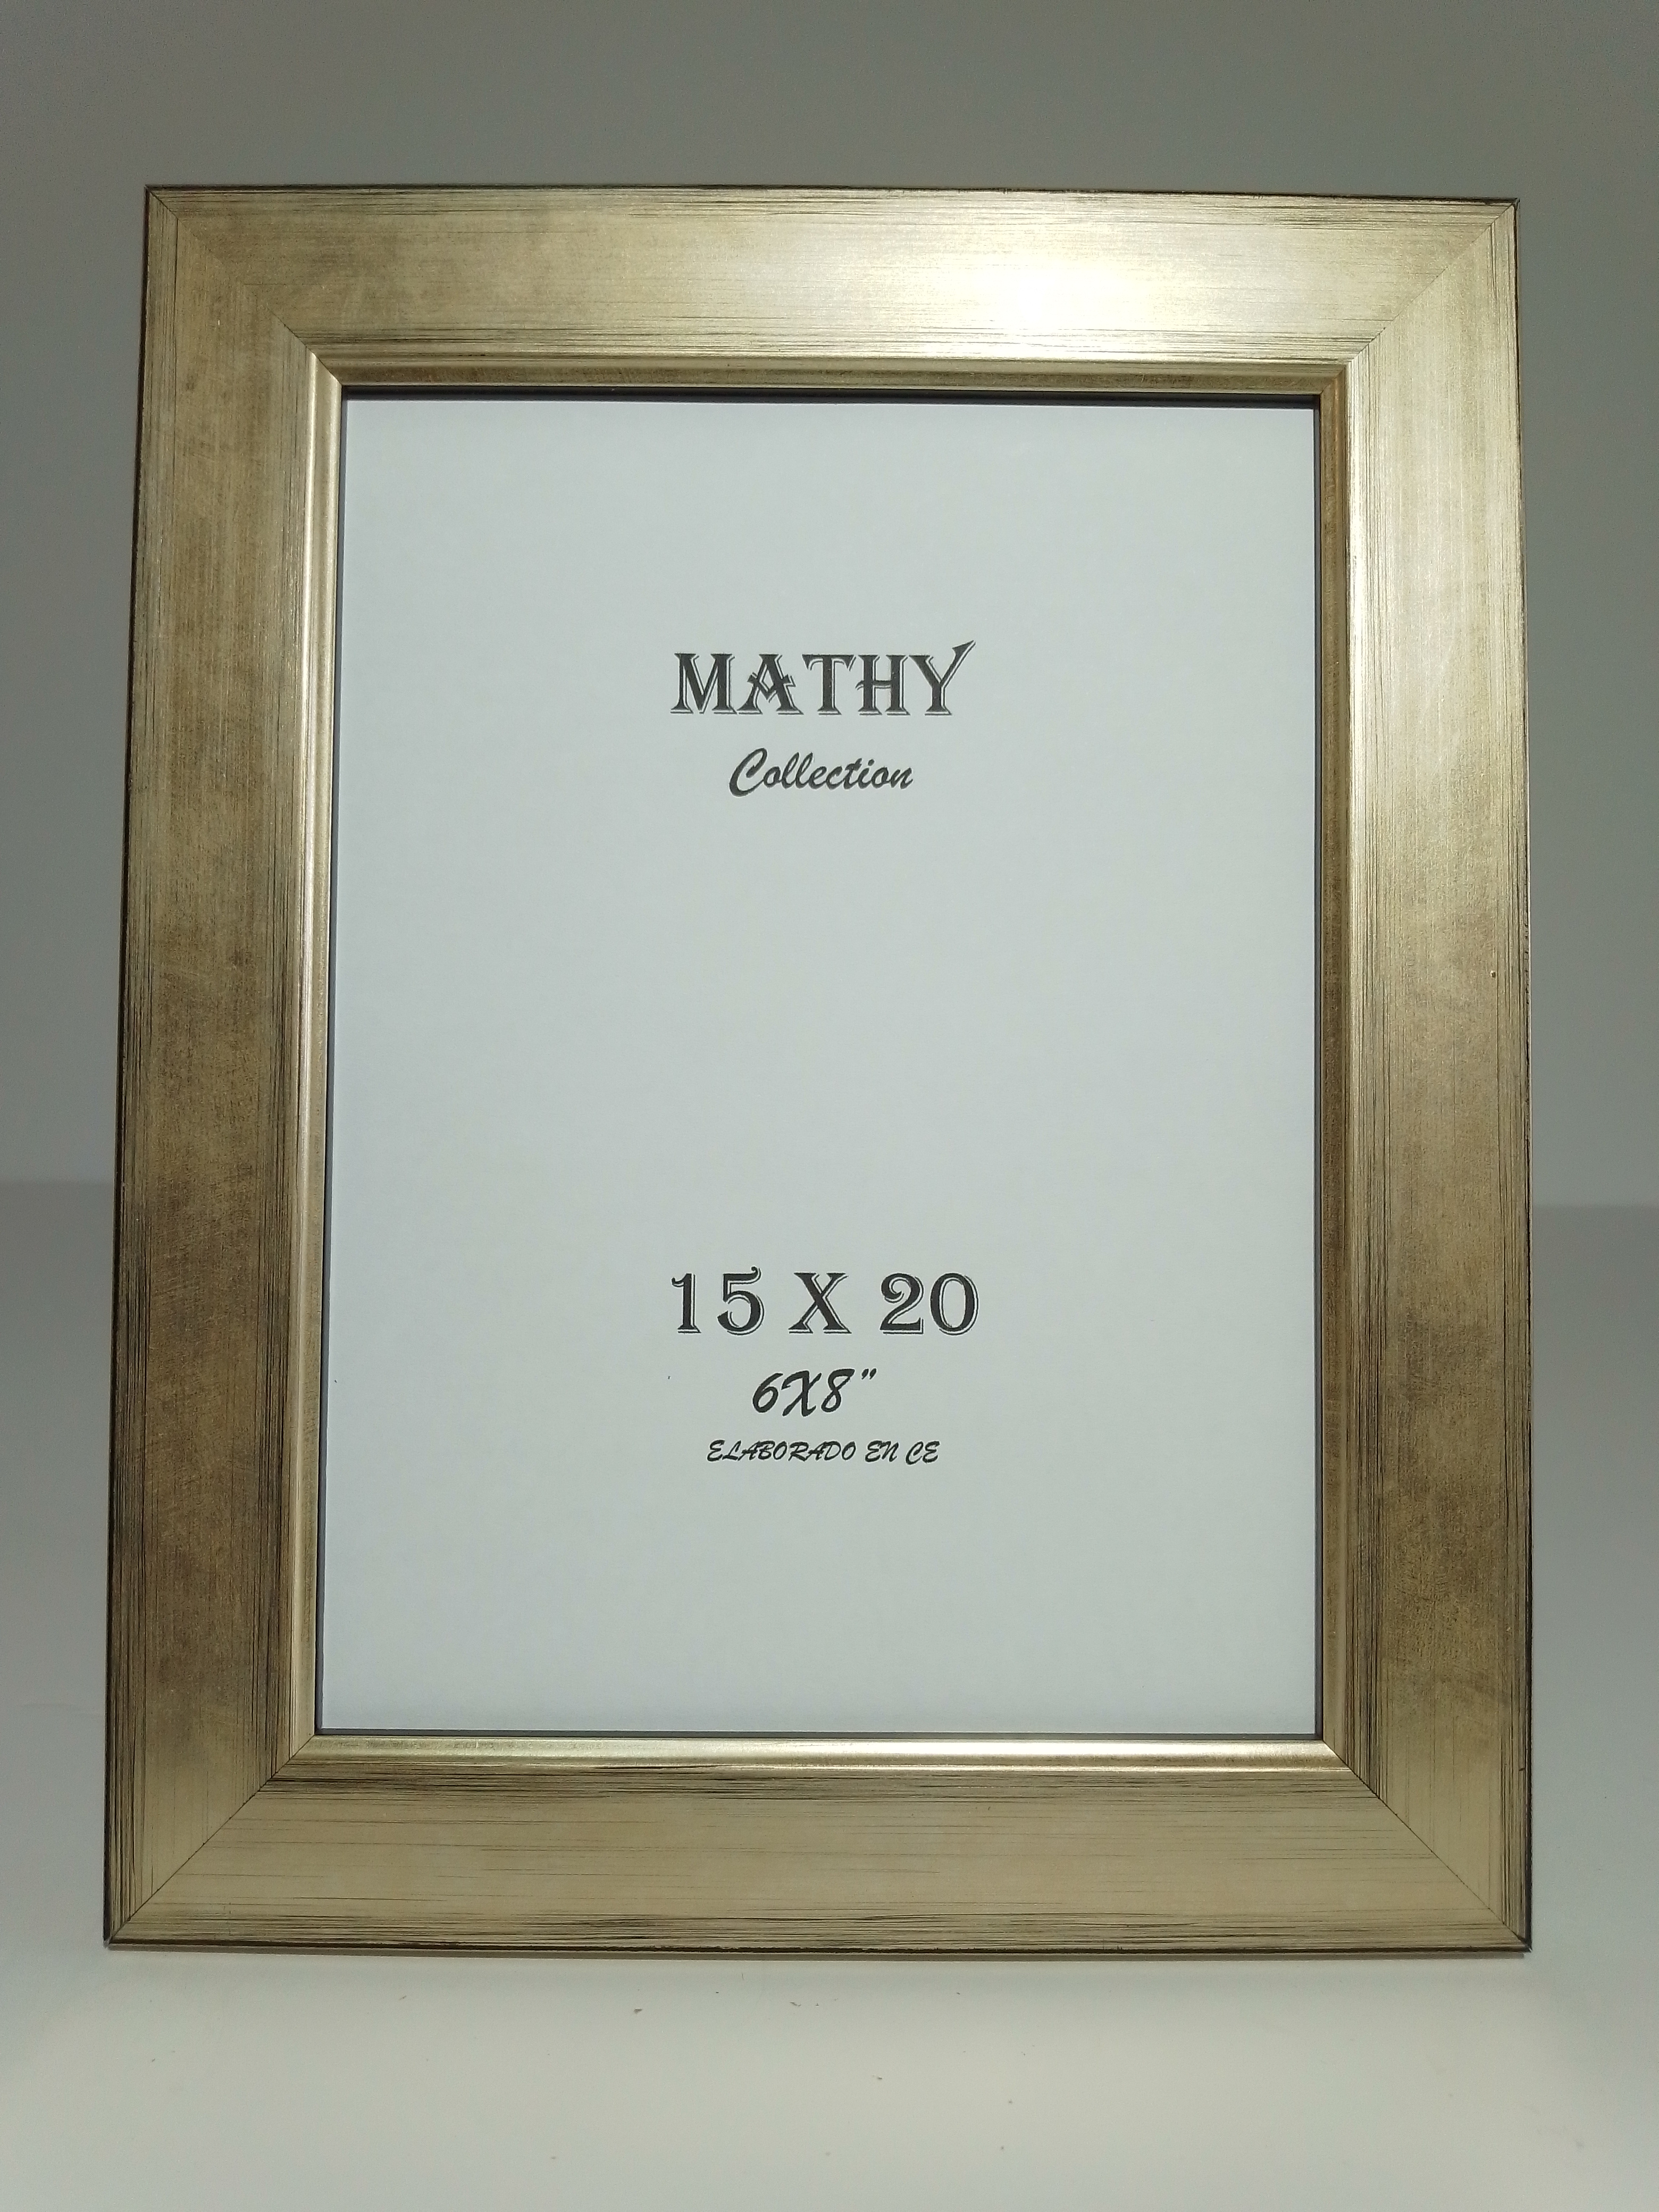 MATHY
Collection
15 X 20
6X8"
ELABORADO EN CE